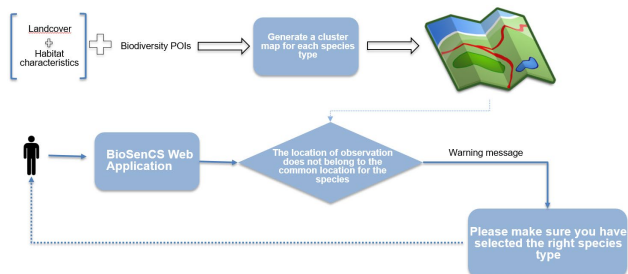 Landcover
Habitat
characteristics
Biodiversity POIs
Generate a cluster
map for each species
type
BioSenCS Web
Application
The location of observation
does not belong to the
common location for the
species
Warning message
Please make sure you have
selected the right species
type